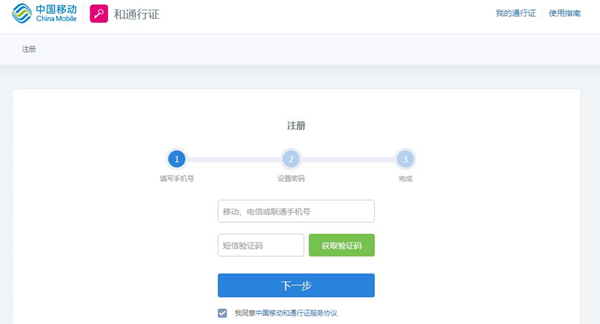 中国移动 China Mobile 和通行证 我的通行证 使用指南
注册
注册
1 2 3
填写手机号 设置密码 完成
移动、电信或联通手机号
短信验证码 获取验证码
下一步
我同意中国移动和通行证服务协议